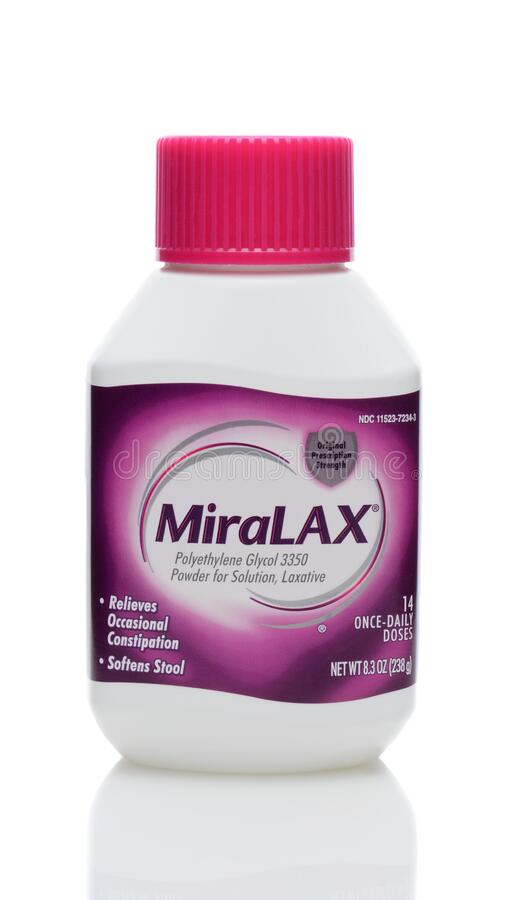 NDC 11523-7234-3
Original
Prescription
Strength
dreamstime
MiraLAX®
Polyethylene Glycol 3350
Powder for Solution, Laxative
®
• Relieves
Occasional
Constipation
• Softens Stool
14
ONCE-DAILY
DOSES
NET WT 8.3 OZ (238 g)